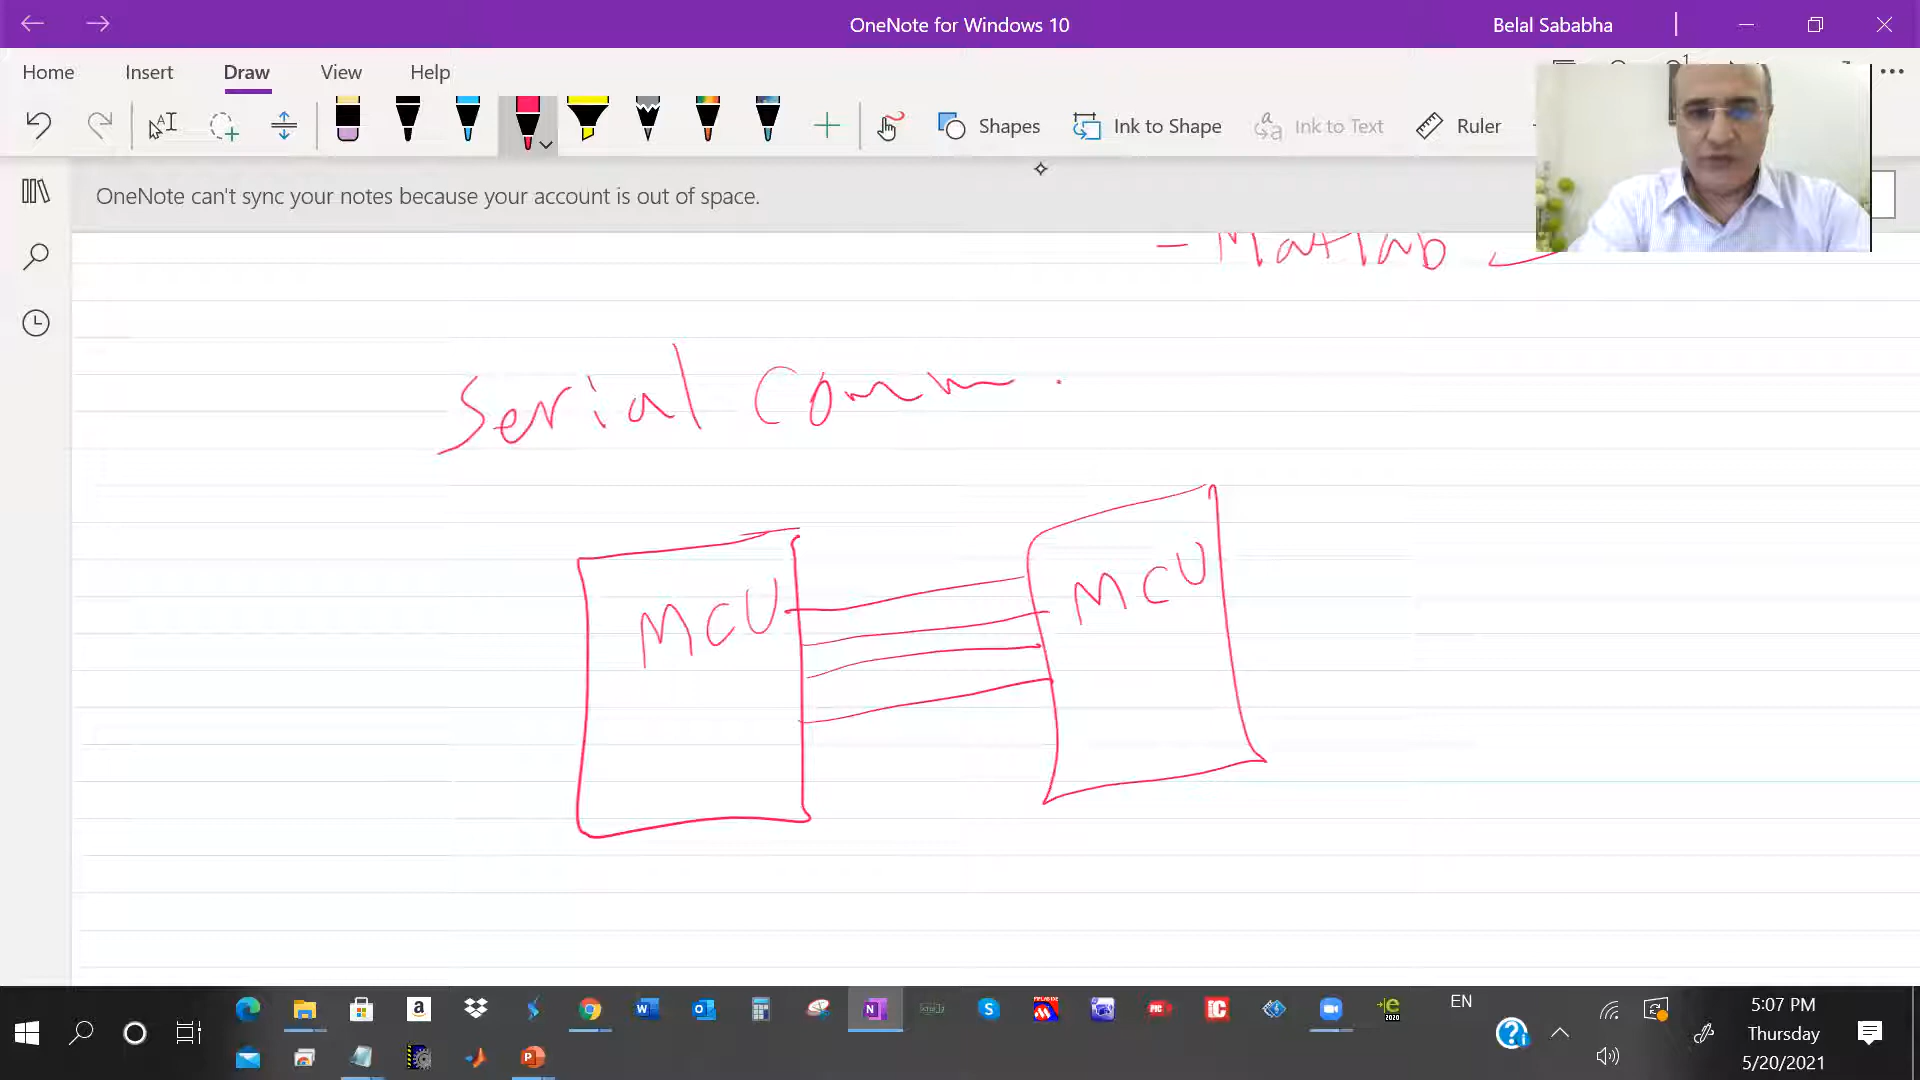 OneNote for Windows 10
Belal Sababha
Home Insert Draw View Help
Shapes Ink to Shape Ink to Text Ruler
OneNote can't sync your notes because your account is out of space.
- Matlab
Serial Comm.
MCU
MCU
EN
5:07 PM
Thursday
5/20/2021